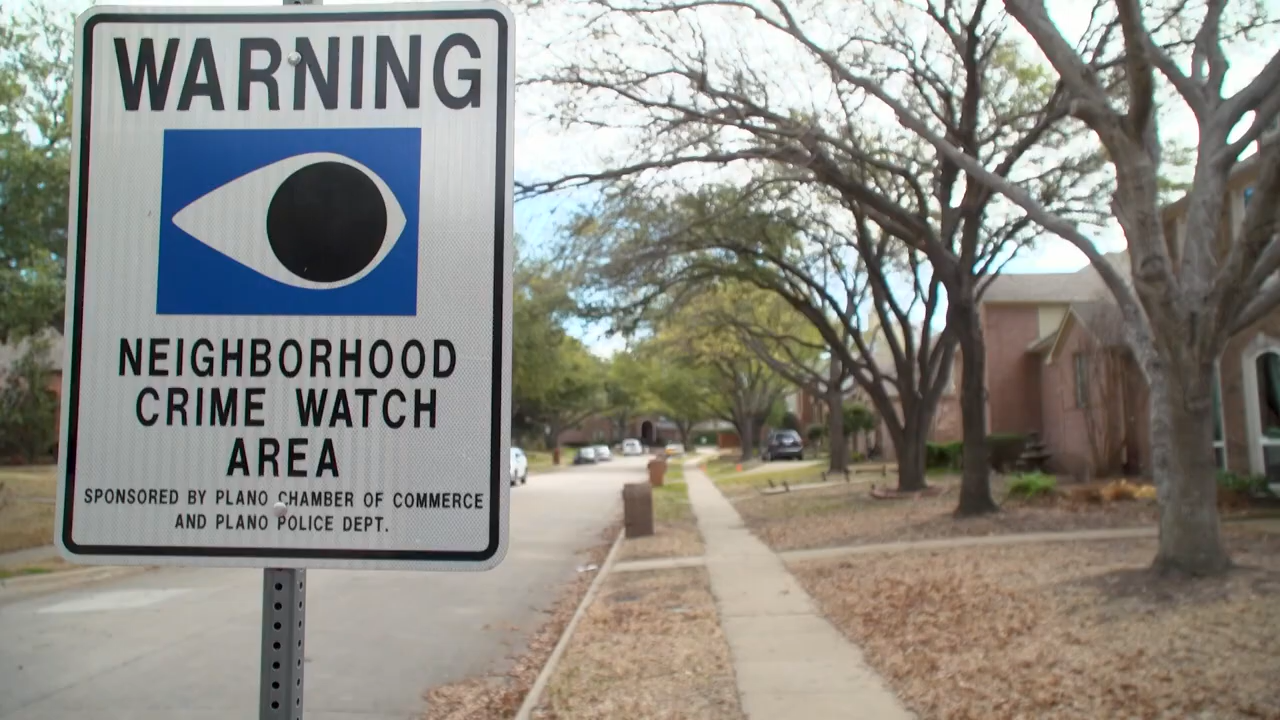 WARNING
NEIGHBORHOOD
CRIME WATCH
AREA
SPONSORED BY PLANO CHAMBER OF COMMERCE
AND PLANO POLICE DEPT.